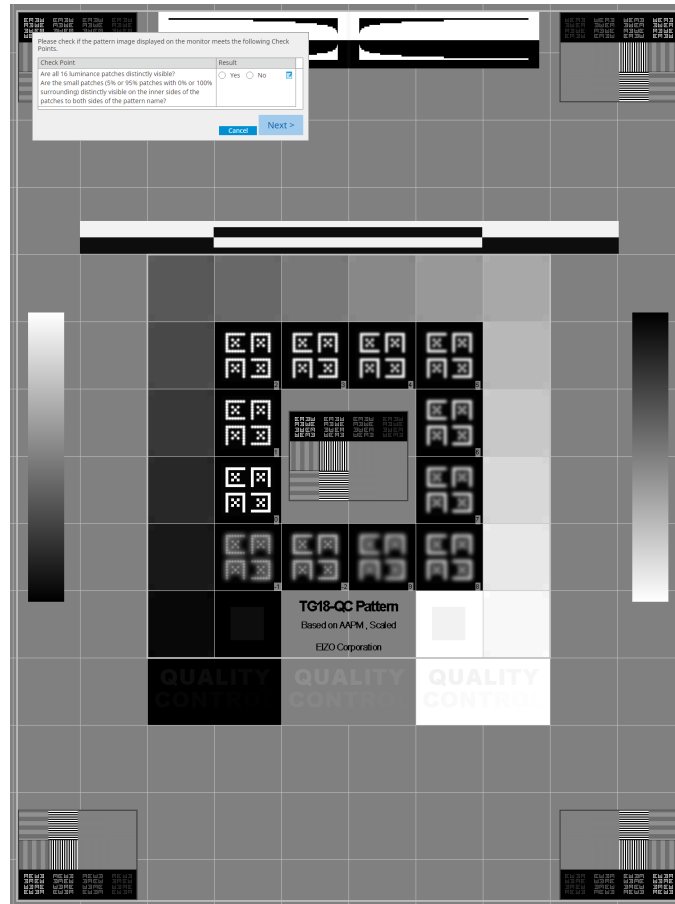 Please check if the pattern image displayed on the monitor meets the following Check
Points.
Check Point Result
Are all 16 luminance patches distinctly visible?
Are the small patches (5% or 95% patches with 0% or 100%
surrounding) distinctly visible on the inner sides of the
patches to both sides of the pattern name?
Yes No
Cancel
Next >
TG18-QC Pattern
Based on AAPM , Scaled
EIZO Corporation
QUALITY QUALITY QUALITY
CONTRO CONTRO CONTRO